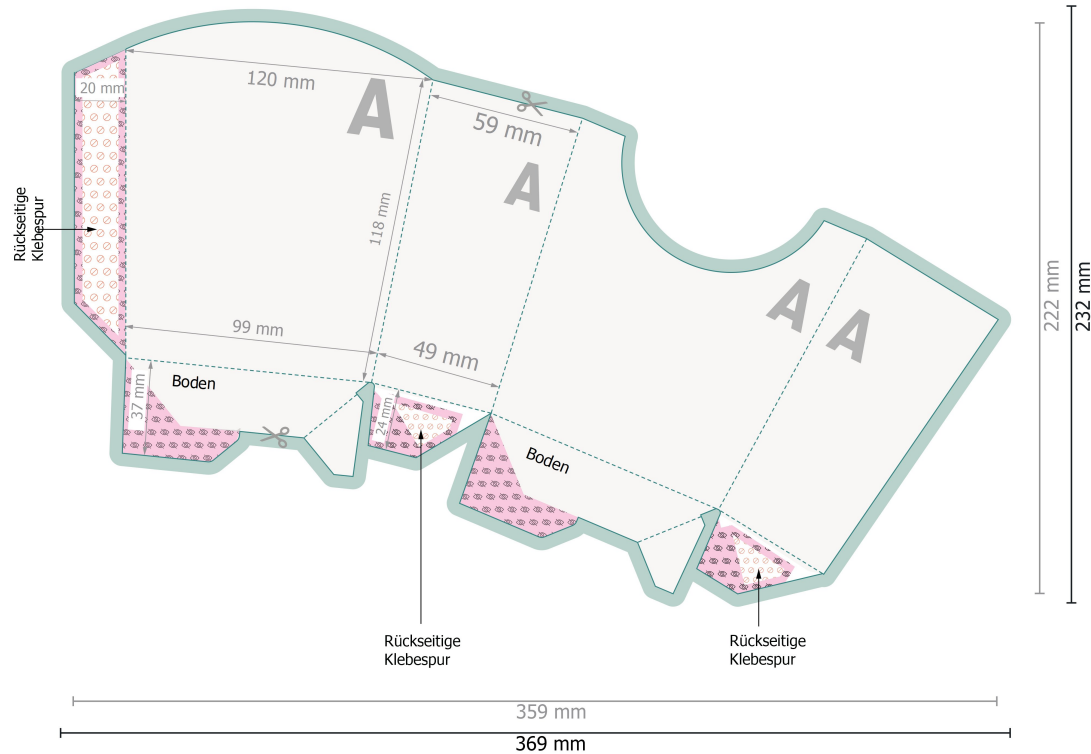 120 mm
20 mm
A
59 mm
A
222 mm
232 mm
118 mm
Rückseitige
Klebespur
A
A
99 mm
49 mm
Boden
37 mm
24 mm
Boden
Rückseitige
Klebespur
Rückseitige
Klebespur
359 mm
369 mm